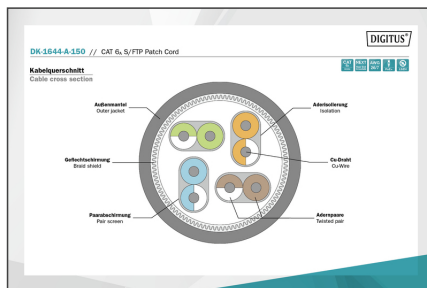 DIGITUS®
DK-1644-A-150 // CAT 6A S/FTP Patch Cord
Kabelquerschnitt
Cable cross section
Außenmantel
Outer jacket
Aderisolierung
Isolation
Geflechtschirmung
Braid shield
Cu-Draht
Cu-Wire
Paarabschirmung
Pair screen
Adernpaare
Twisted pair